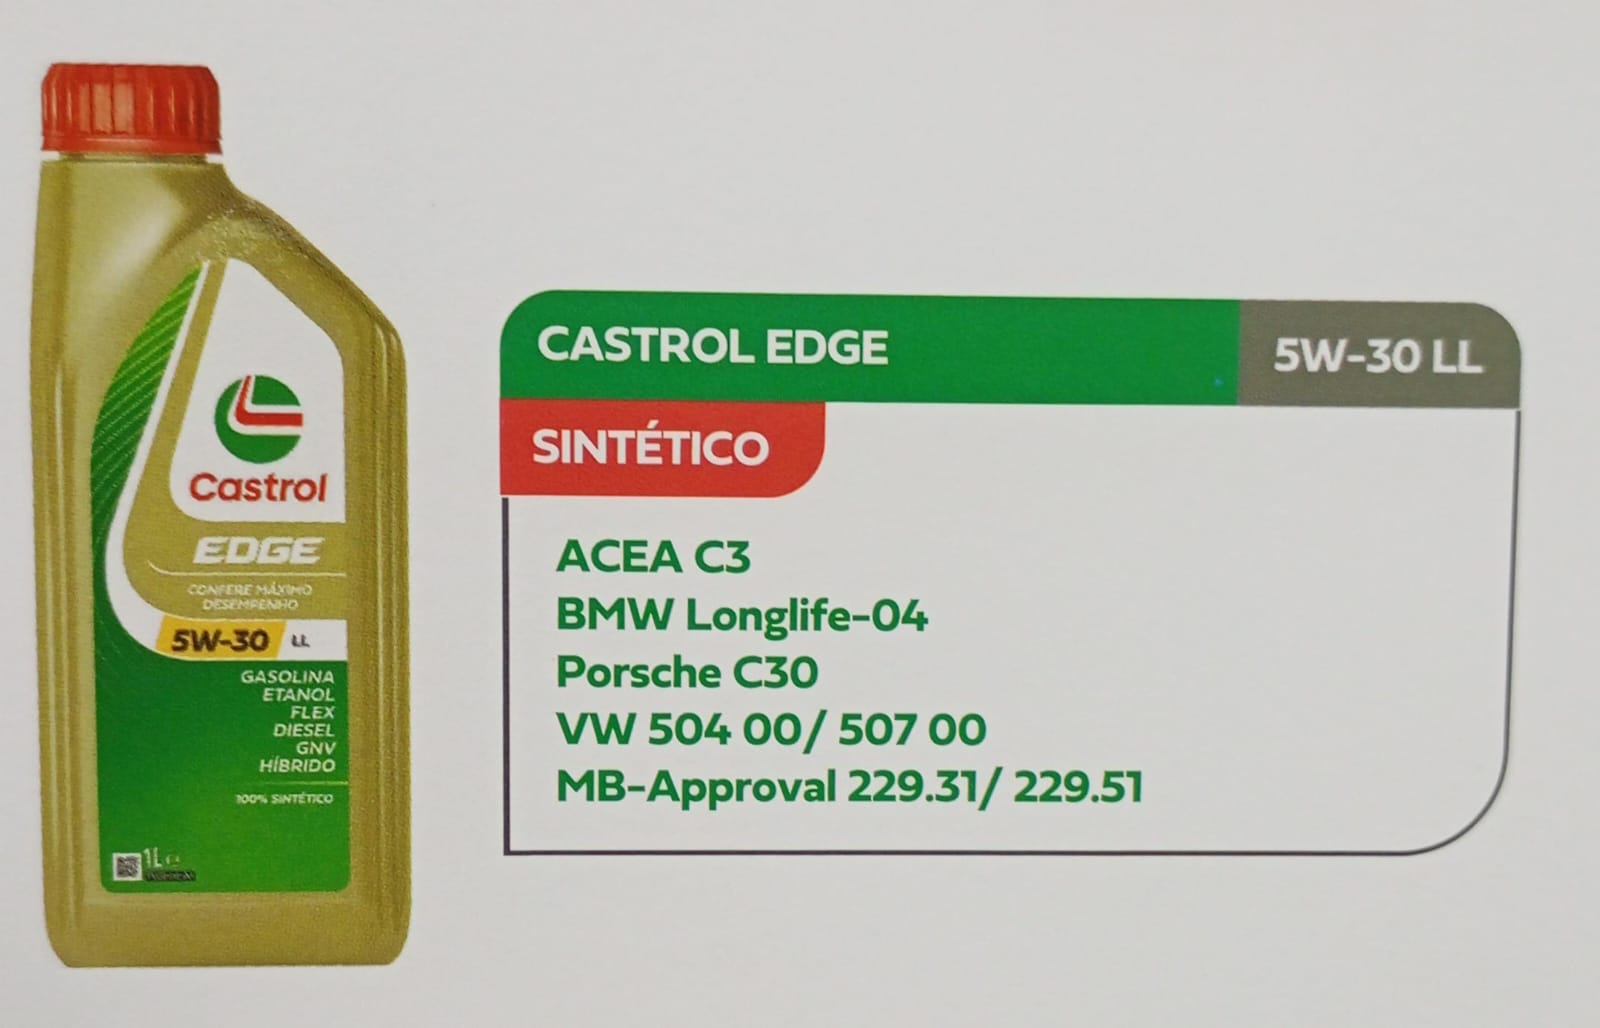 Castrol
EDGE
CONFERE MÁXIMO
DESEMPENHO
5W-30 LL
GASOLINA
ETANOL
FLEX
DIESEL
GNV
HÍBRIDO
100% SINTÉTICO
1L
CASTROL EDGE
5W-30 LL
SINTÉTICO
ACEA C3
BMW Longlife-04
Porsche C30
VW 504 00/ 507 00
MB-Approval 229.31/ 229.51